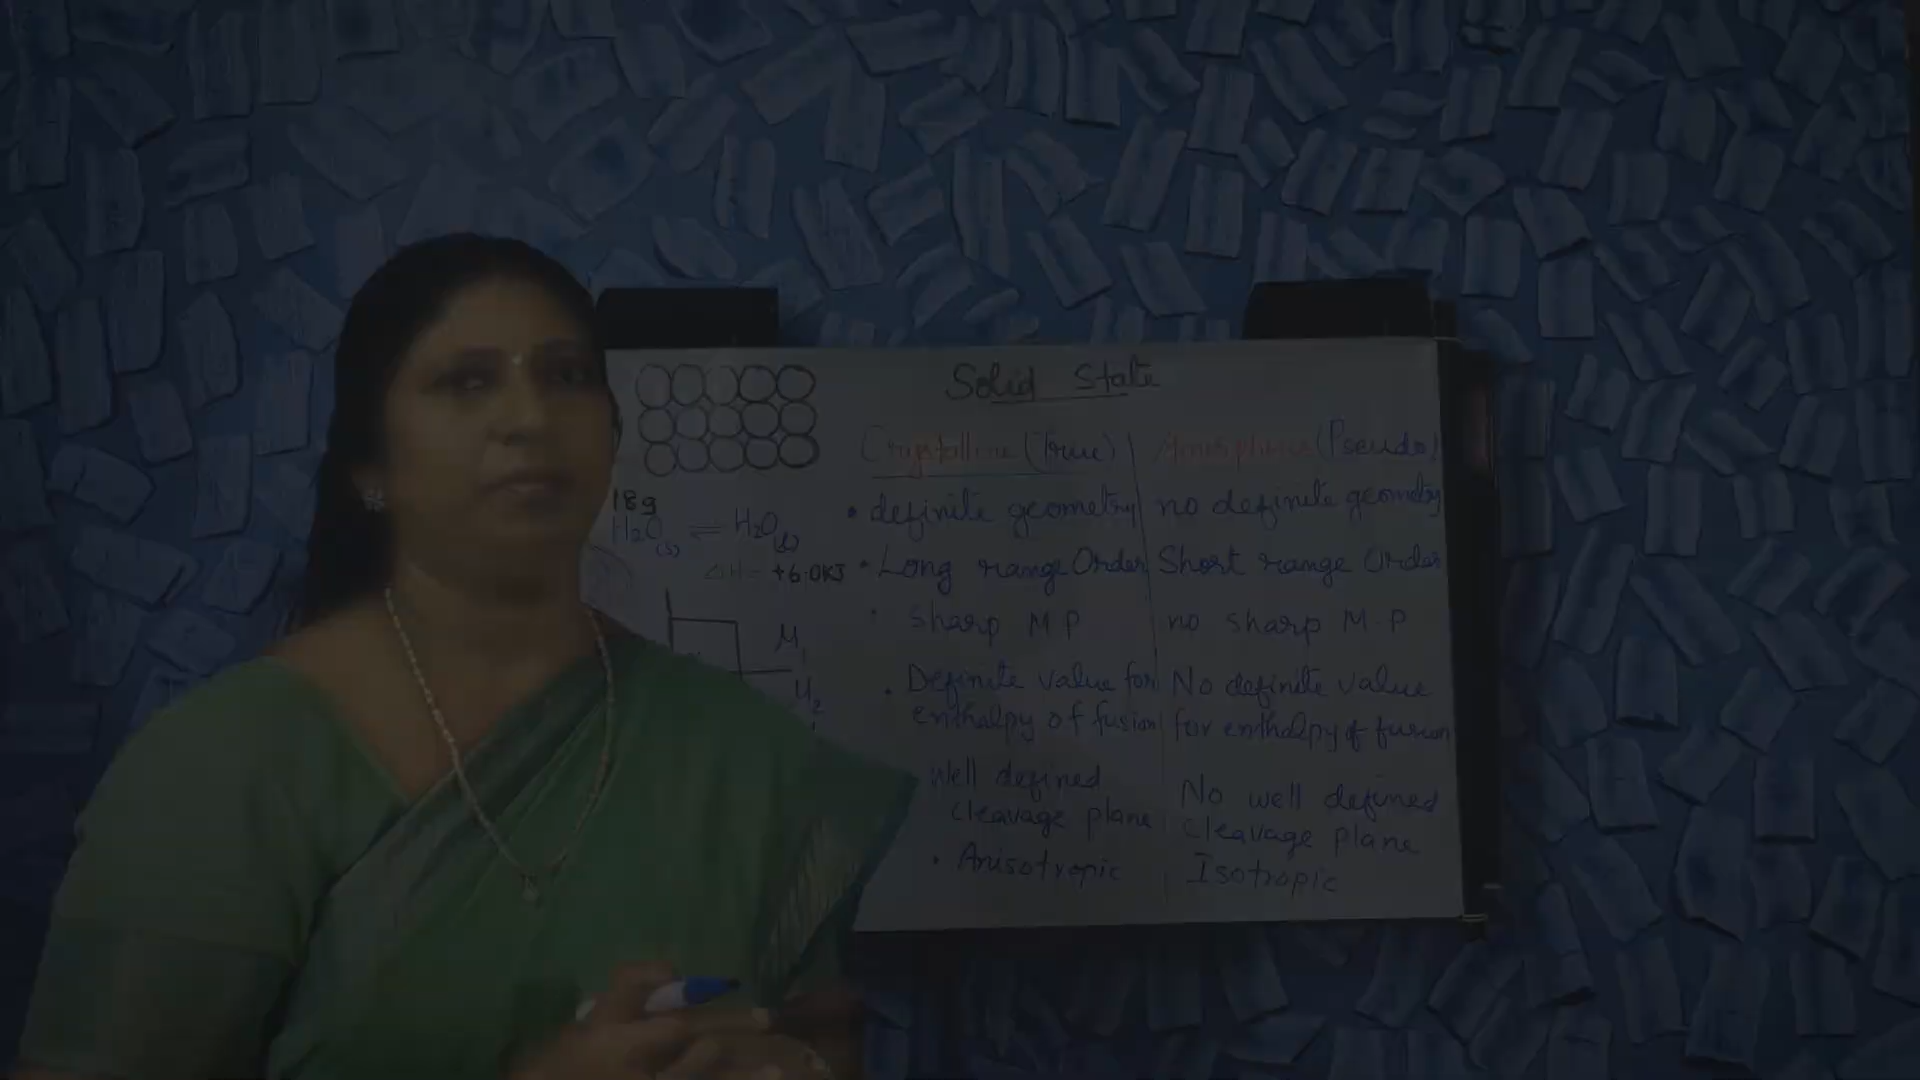 Solid State
Crystalline (True) Amorphous (Pseudo)
• definite geometry no definite geometry
• Long range Order Short range Order
• sharp M P no sharp M.P
• Definite value for No definite value
enthalpy of fusion for enthalpy of fusion
Well defined No well defined
cleavage plane cleavage plane
• Anisotropic Isotropic
18g
H₂O(s) ⇌ H₂O(l)
ΔH = +6.0KJ
μ₁
μ₂